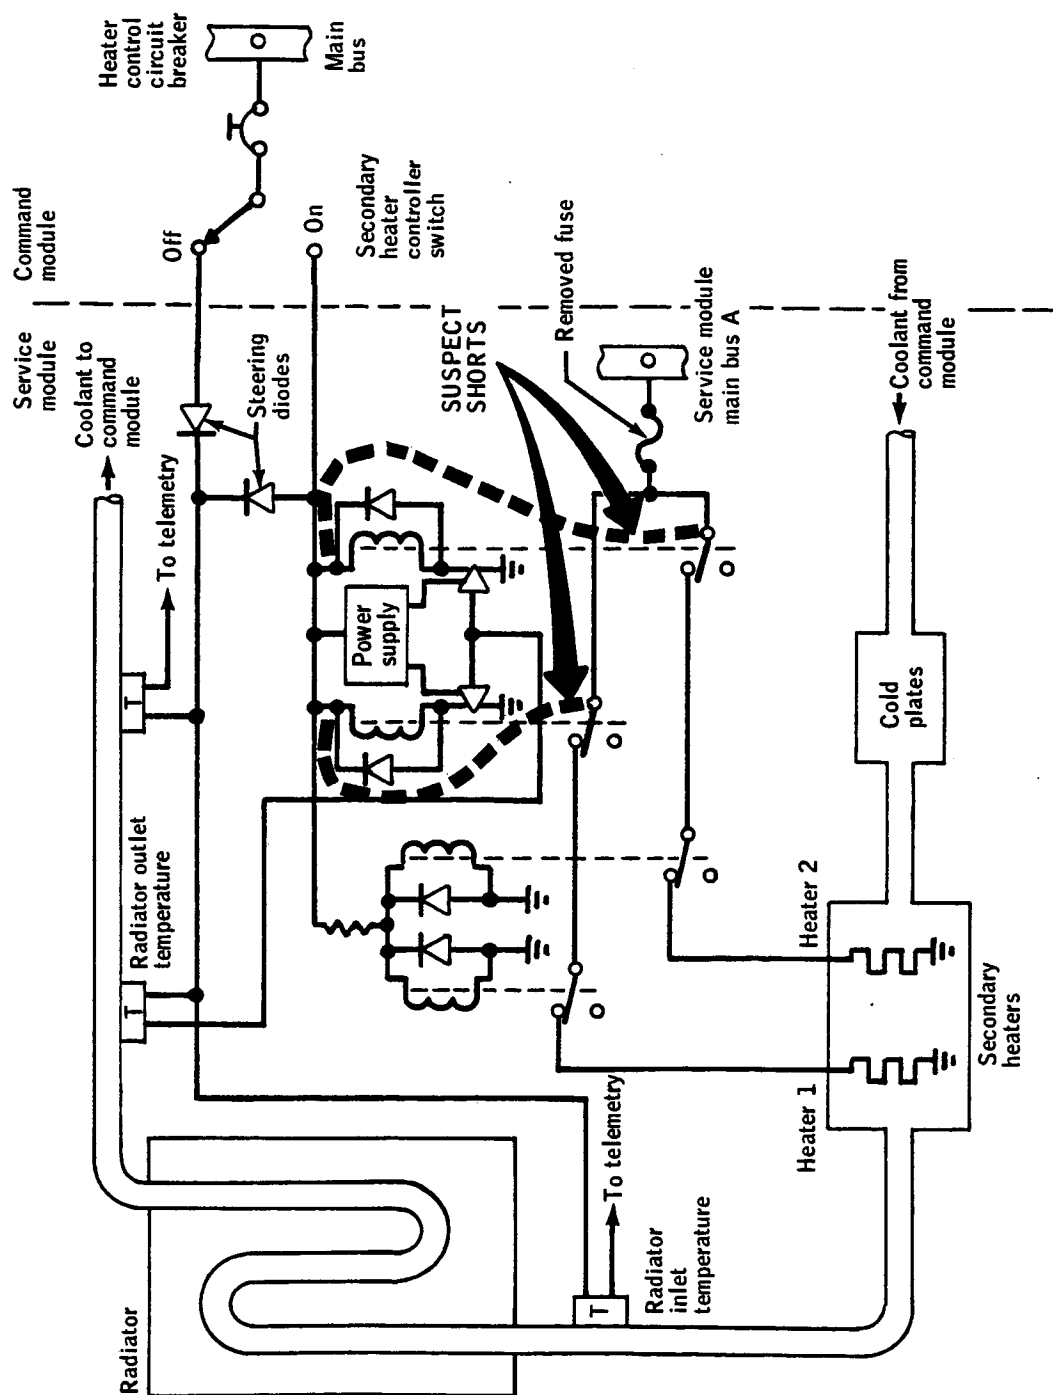 Service
module
Command
module
Coolant to
command
module
To telemetry
Steering
diodes
Off
On
Heater
control
circuit
breaker
Main
bus
Secondary
heater
controller
switch
SUSPECT
SHORTS
Removed fuse
Service module
main bus A
Coolant from
command
module
Power
supply
T
Radiator outlet
temperature
T
Cold
plates
Heater 2
Heater 1
Secondary
heaters
Radiator
T
To telemetry
Radiator
inlet
temperature